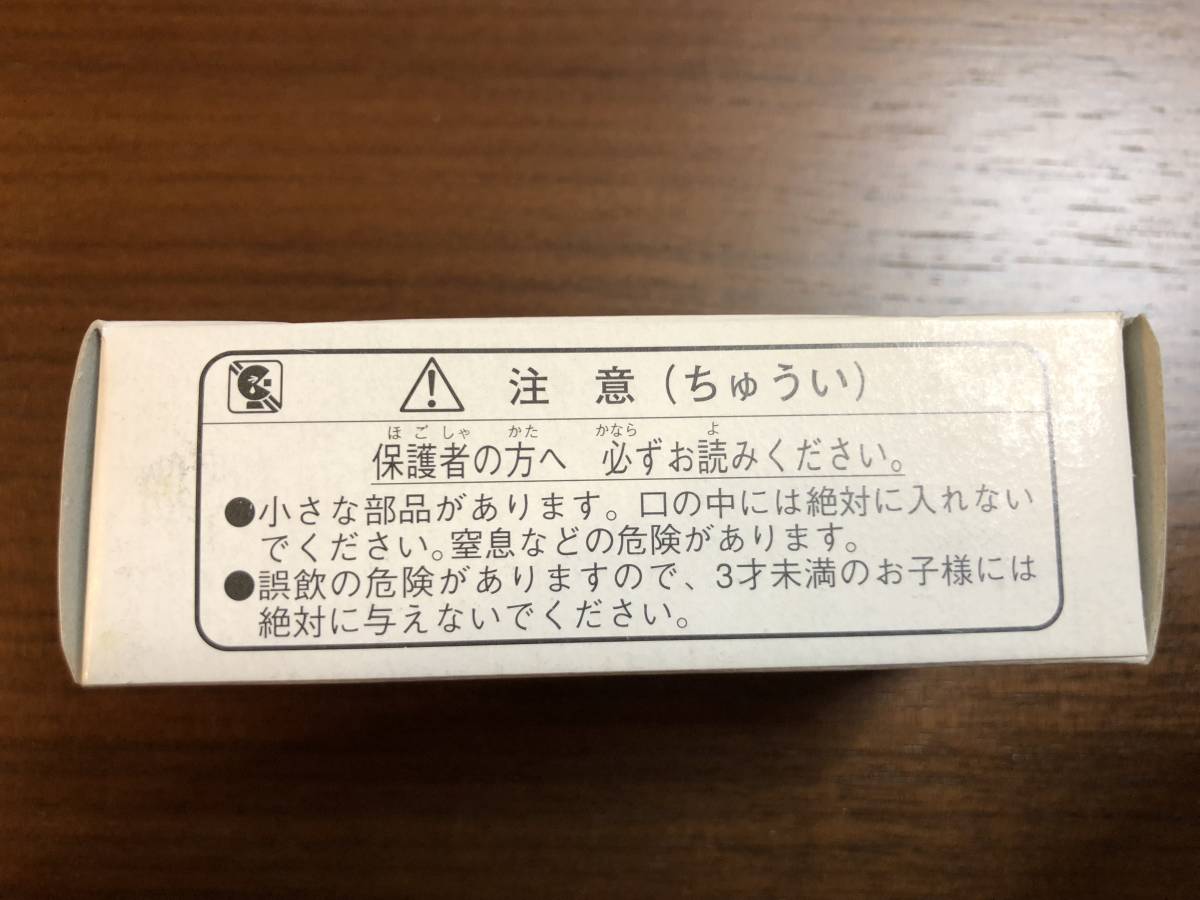 注意(ちゅうい)
ほごしゃ かた かなら よ
保護者の方へ 必ずお読みください。
●小さな部品があります。口の中には絶対に入れない
でください。窒息などの危険があります。
●誤飲の危険がありますので、3才未満のお子様には
絶対に与えないでください。